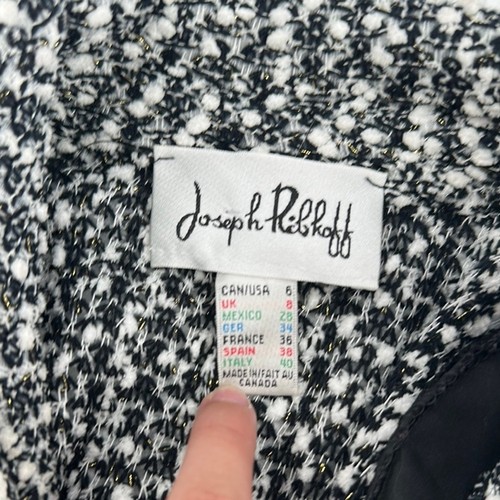 Joseph Ribkoff
CAN/USA 6
UK 8
MEXICO 28
GER 34
FRANCE 36
SPAIN 38
ITALY 40
MADE IN/FAIT AU
CANADA